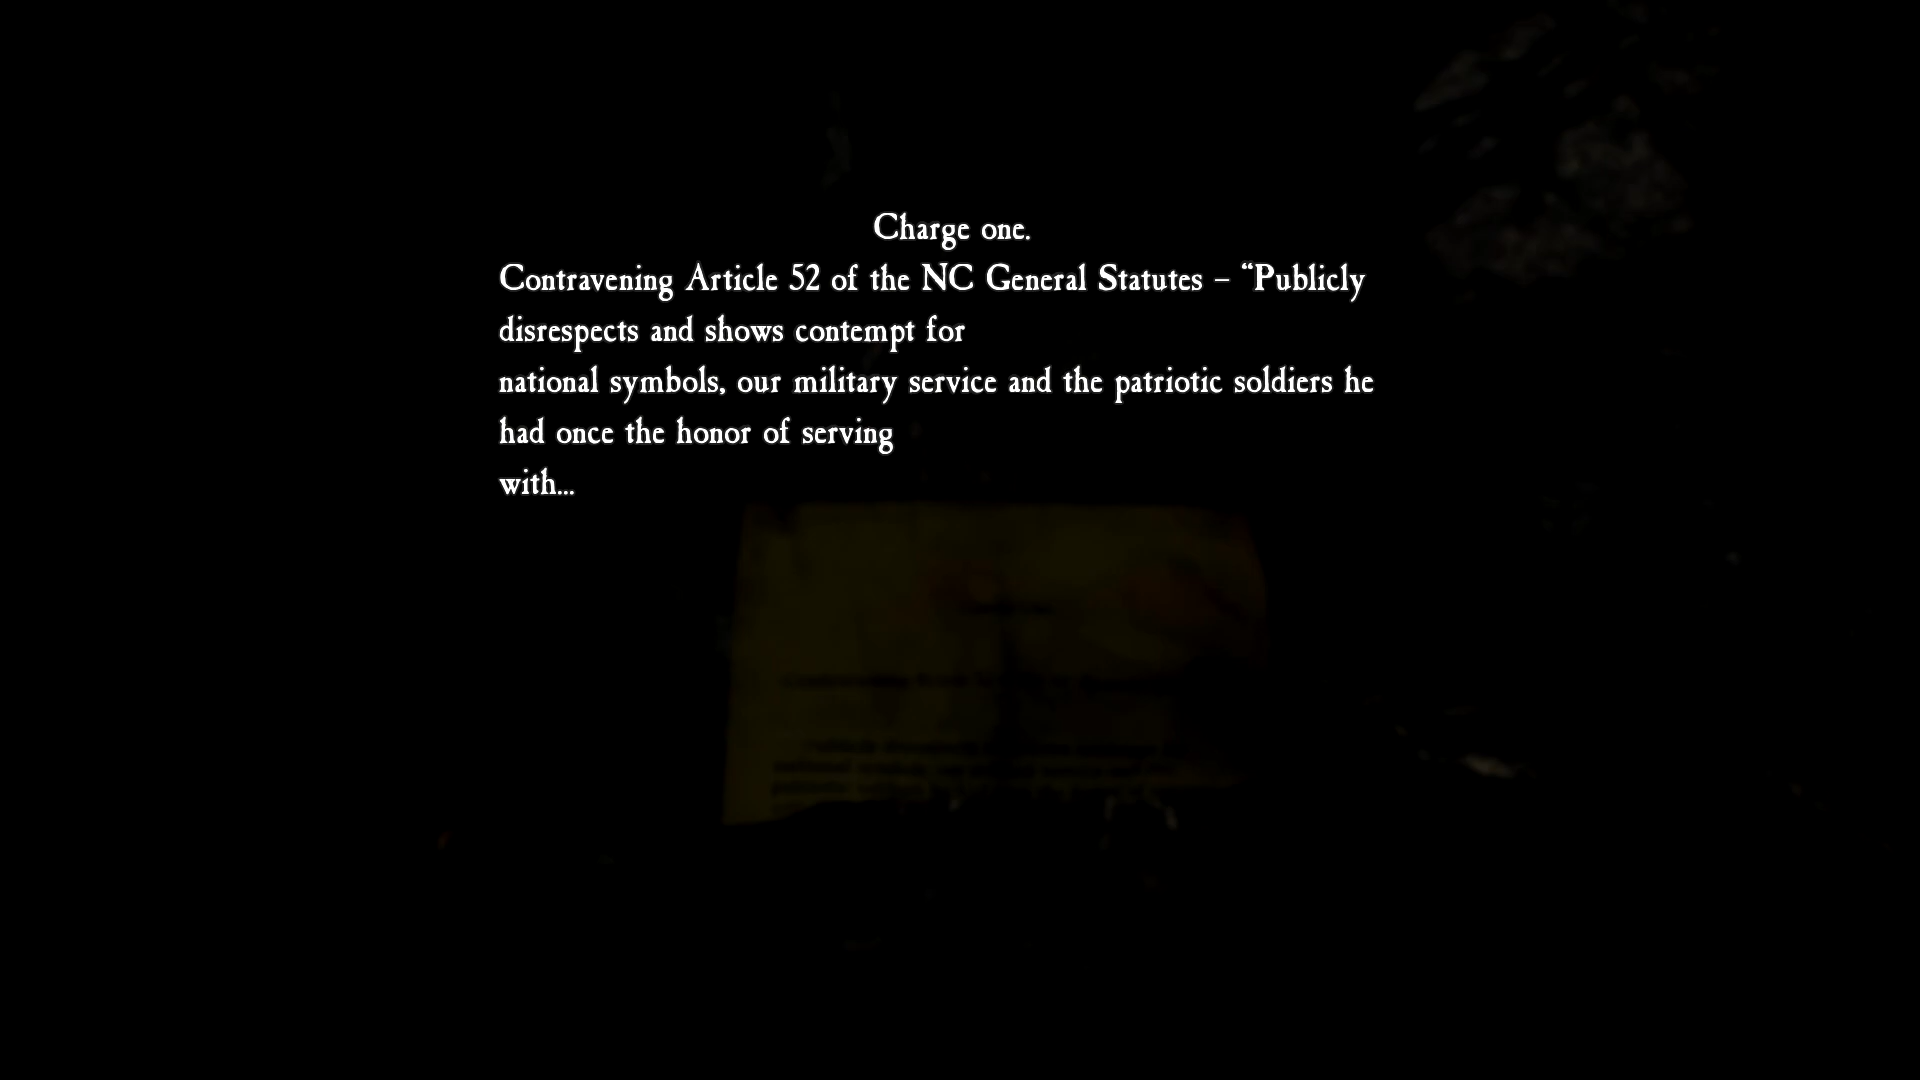 Charge one.
Contravening Article 52 of the NC General Statutes – “Publicly
disrespects and shows contempt for
national symbols, our military service and the patriotic soldiers he
had once the honor of serving
with...